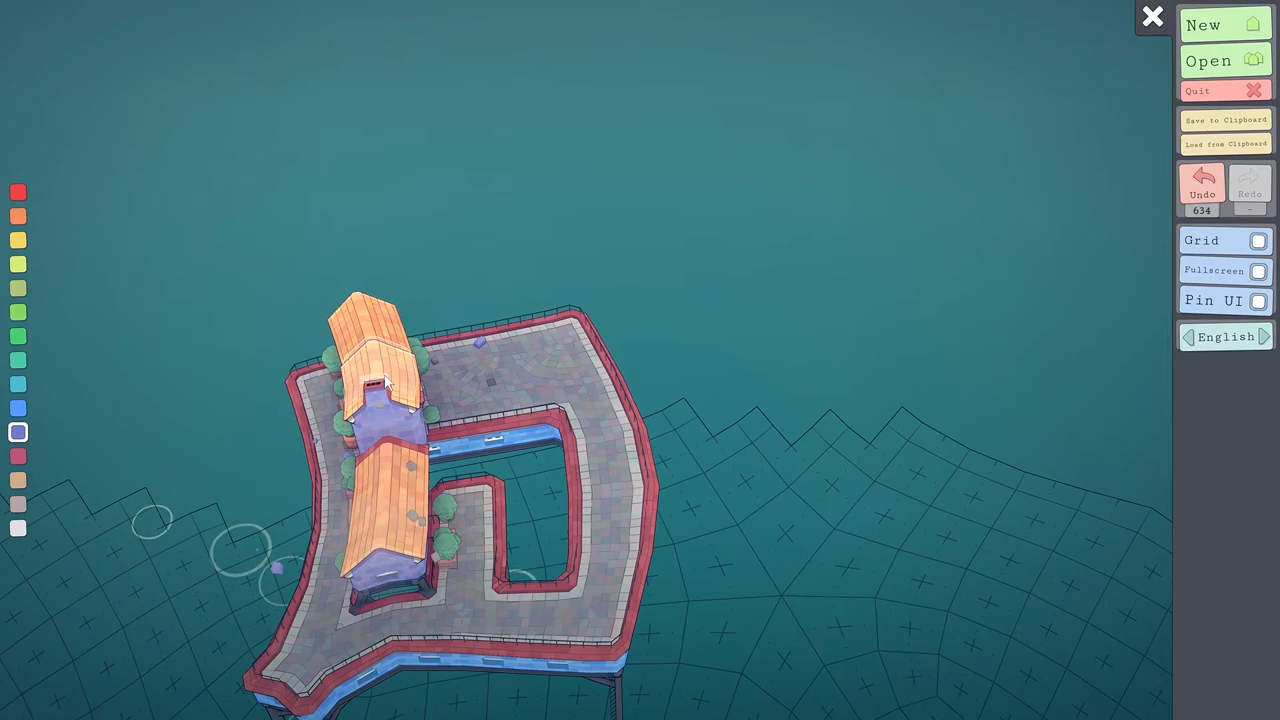 New
Open
Quit
Save to Clipboard
Load from Clipboard
Undo
Redo
634
-
Grid
Fullscreen
Pin UI
English